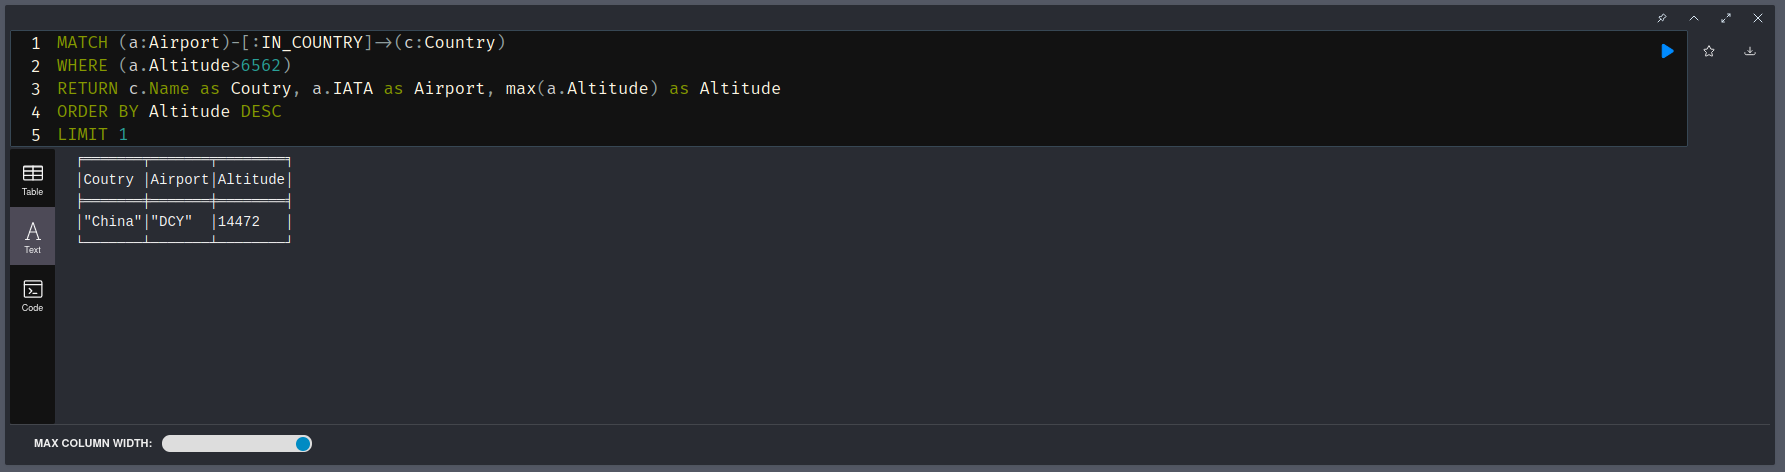 1 MATCH (a:Airport)-[:IN_COUNTRY]→(c:Country)
2 WHERE (a.Altitude>6562)
3 RETURN c.Name as Coutry, a.IATA as Airport, max(a.Altitude) as Altitude
4 ORDER BY Altitude DESC
5 LIMIT 1
Table
Text
Code
│Coutry │Airport│Altitude│
│"China"│"DCY"  │14472   │
MAX COLUMN WIDTH: